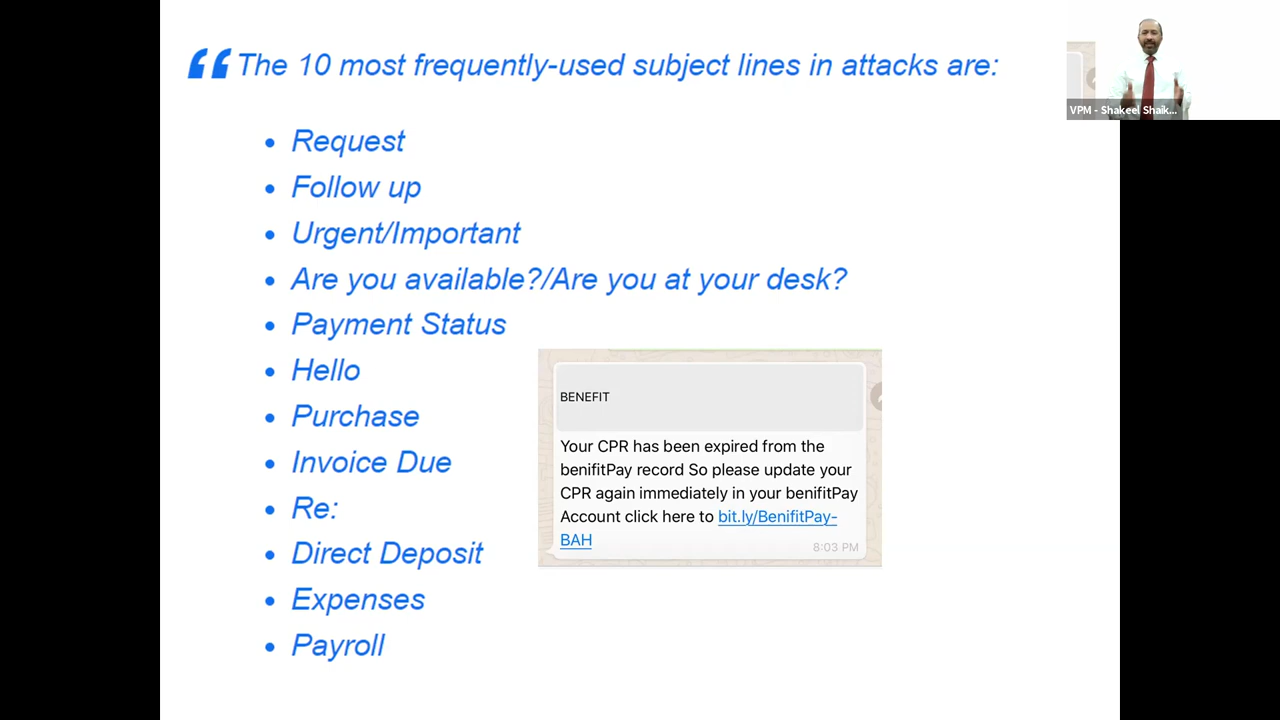 “The 10 most frequently-used subject lines in attacks are:
VPM - Shakeel Shaik...
• Request
• Follow up
• Urgent/Important
• Are you available?/Are you at your desk?
• Payment Status
• Hello
• Purchase
• Invoice Due
• Re:
• Direct Deposit
• Expenses
• Payroll
BENEFIT
Your CPR has been expired from the
benifitPay record So please update your
CPR again immediately in your benifitPay
Account click here to bit.ly/BenifitPay-
BAH
8:03 PM